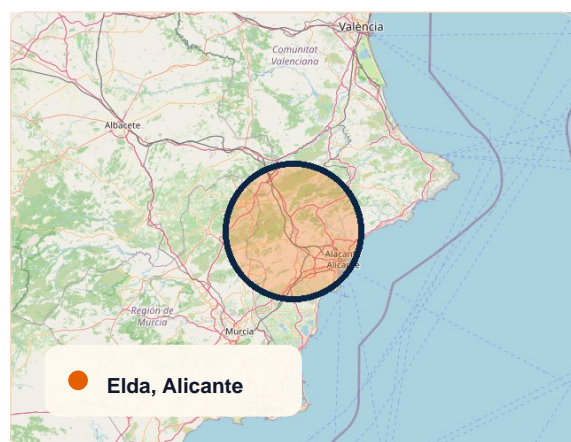 València
Comunitat
Valenciana
Albacete
Alacant /
Alicante
Región de
Murcia
Murcia
Elda, Alicante